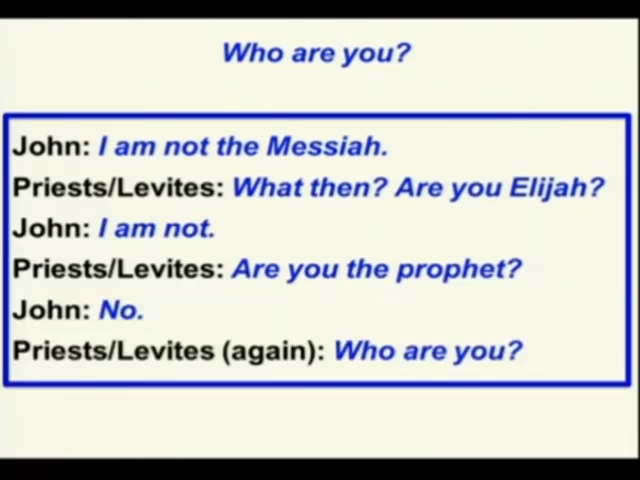 Who are you?
John: I am not the Messiah.
Priests/Levites: What then? Are you Elijah?
John: I am not.
Priests/Levites: Are you the prophet?
John: No.
Priests/Levites (again): Who are you?